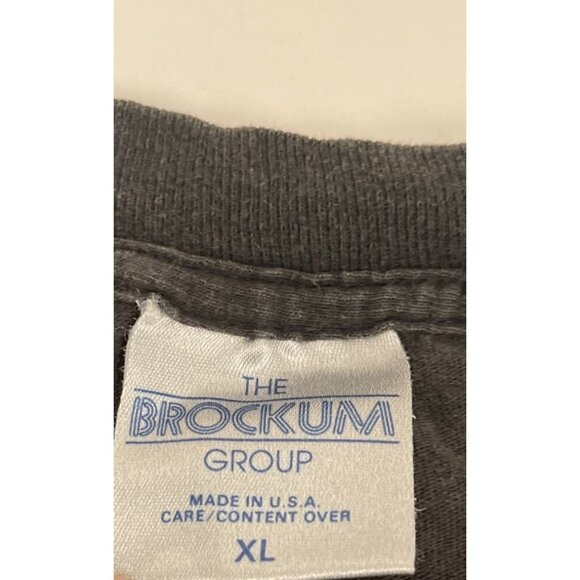 THE
BROCKUM
GROUP
MADE IN U.S.A.
CARE/CONTENT OVER
XL